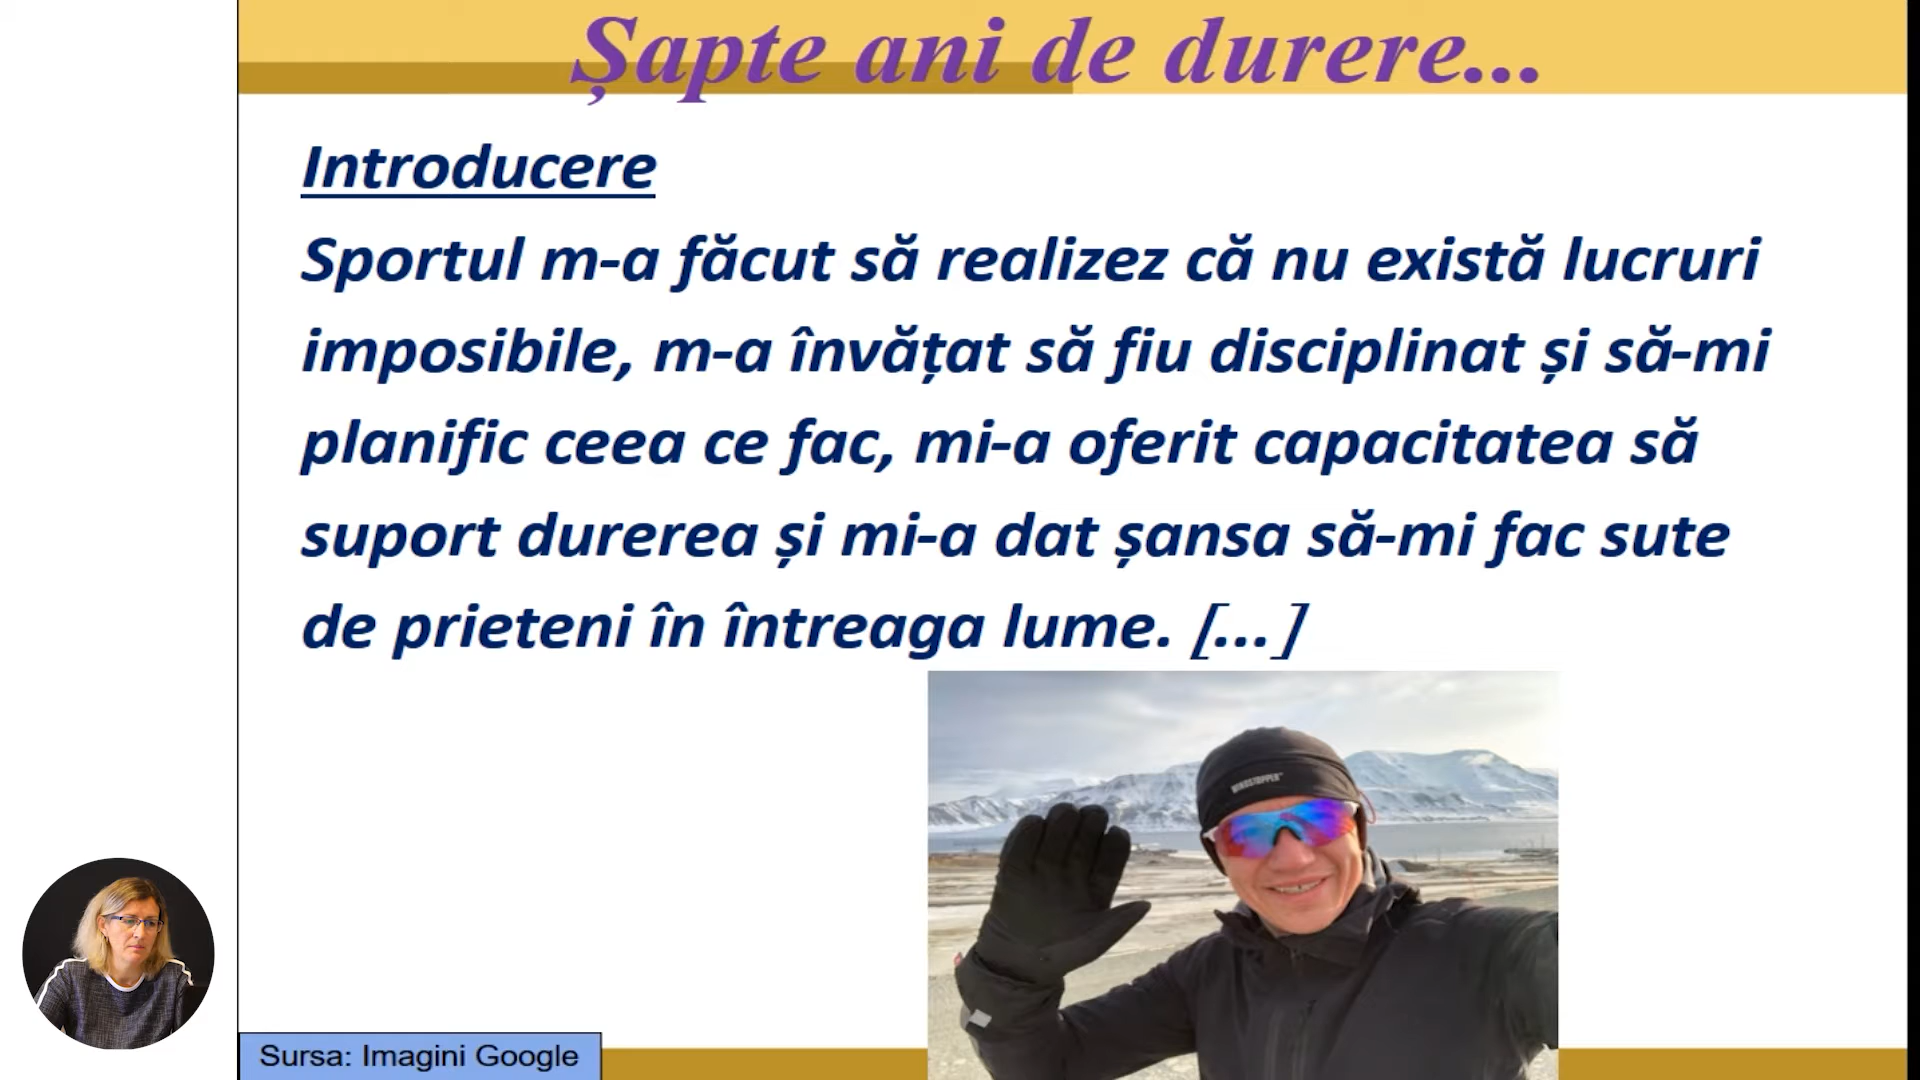 Șapte ani de durere...
Introducere
Sportul m-a făcut să realizez că nu există lucruri
imposibile, m-a învățat să fiu disciplinat și să-mi
planific ceea ce fac, mi-a oferit capacitatea să
suport durerea și mi-a dat șansa să-mi fac sute
de prieteni în întreaga lume. [...]
WINDSTOPPER
Sursa: Imagini Google